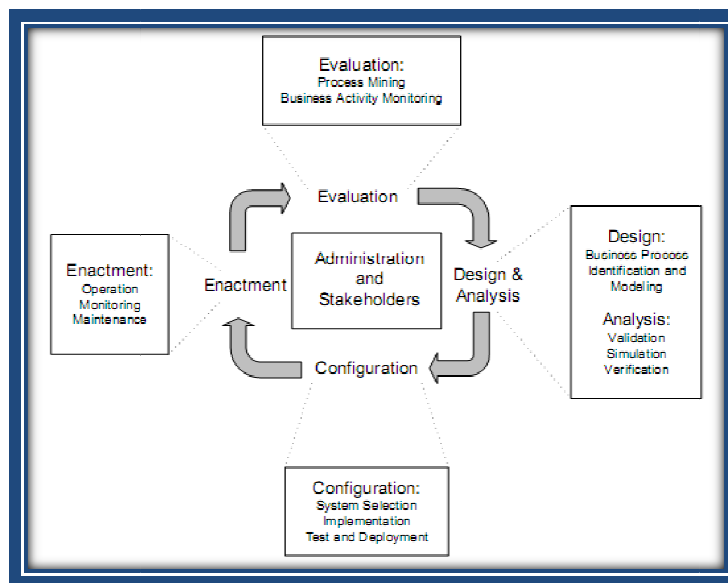 Evaluation:
Process Mining
Business Activity Monitoring
Evaluation
Administration
and
Stakeholders
Design &
Analysis
Design:
Business Process
Identification and
Modeling
Analysis:
Validation
Simulation
Verification
Enactment:
Operation
Monitoring
Maintenance
Enactment
Configuration
Configuration:
System Selection
Implementation
Test and Deployment